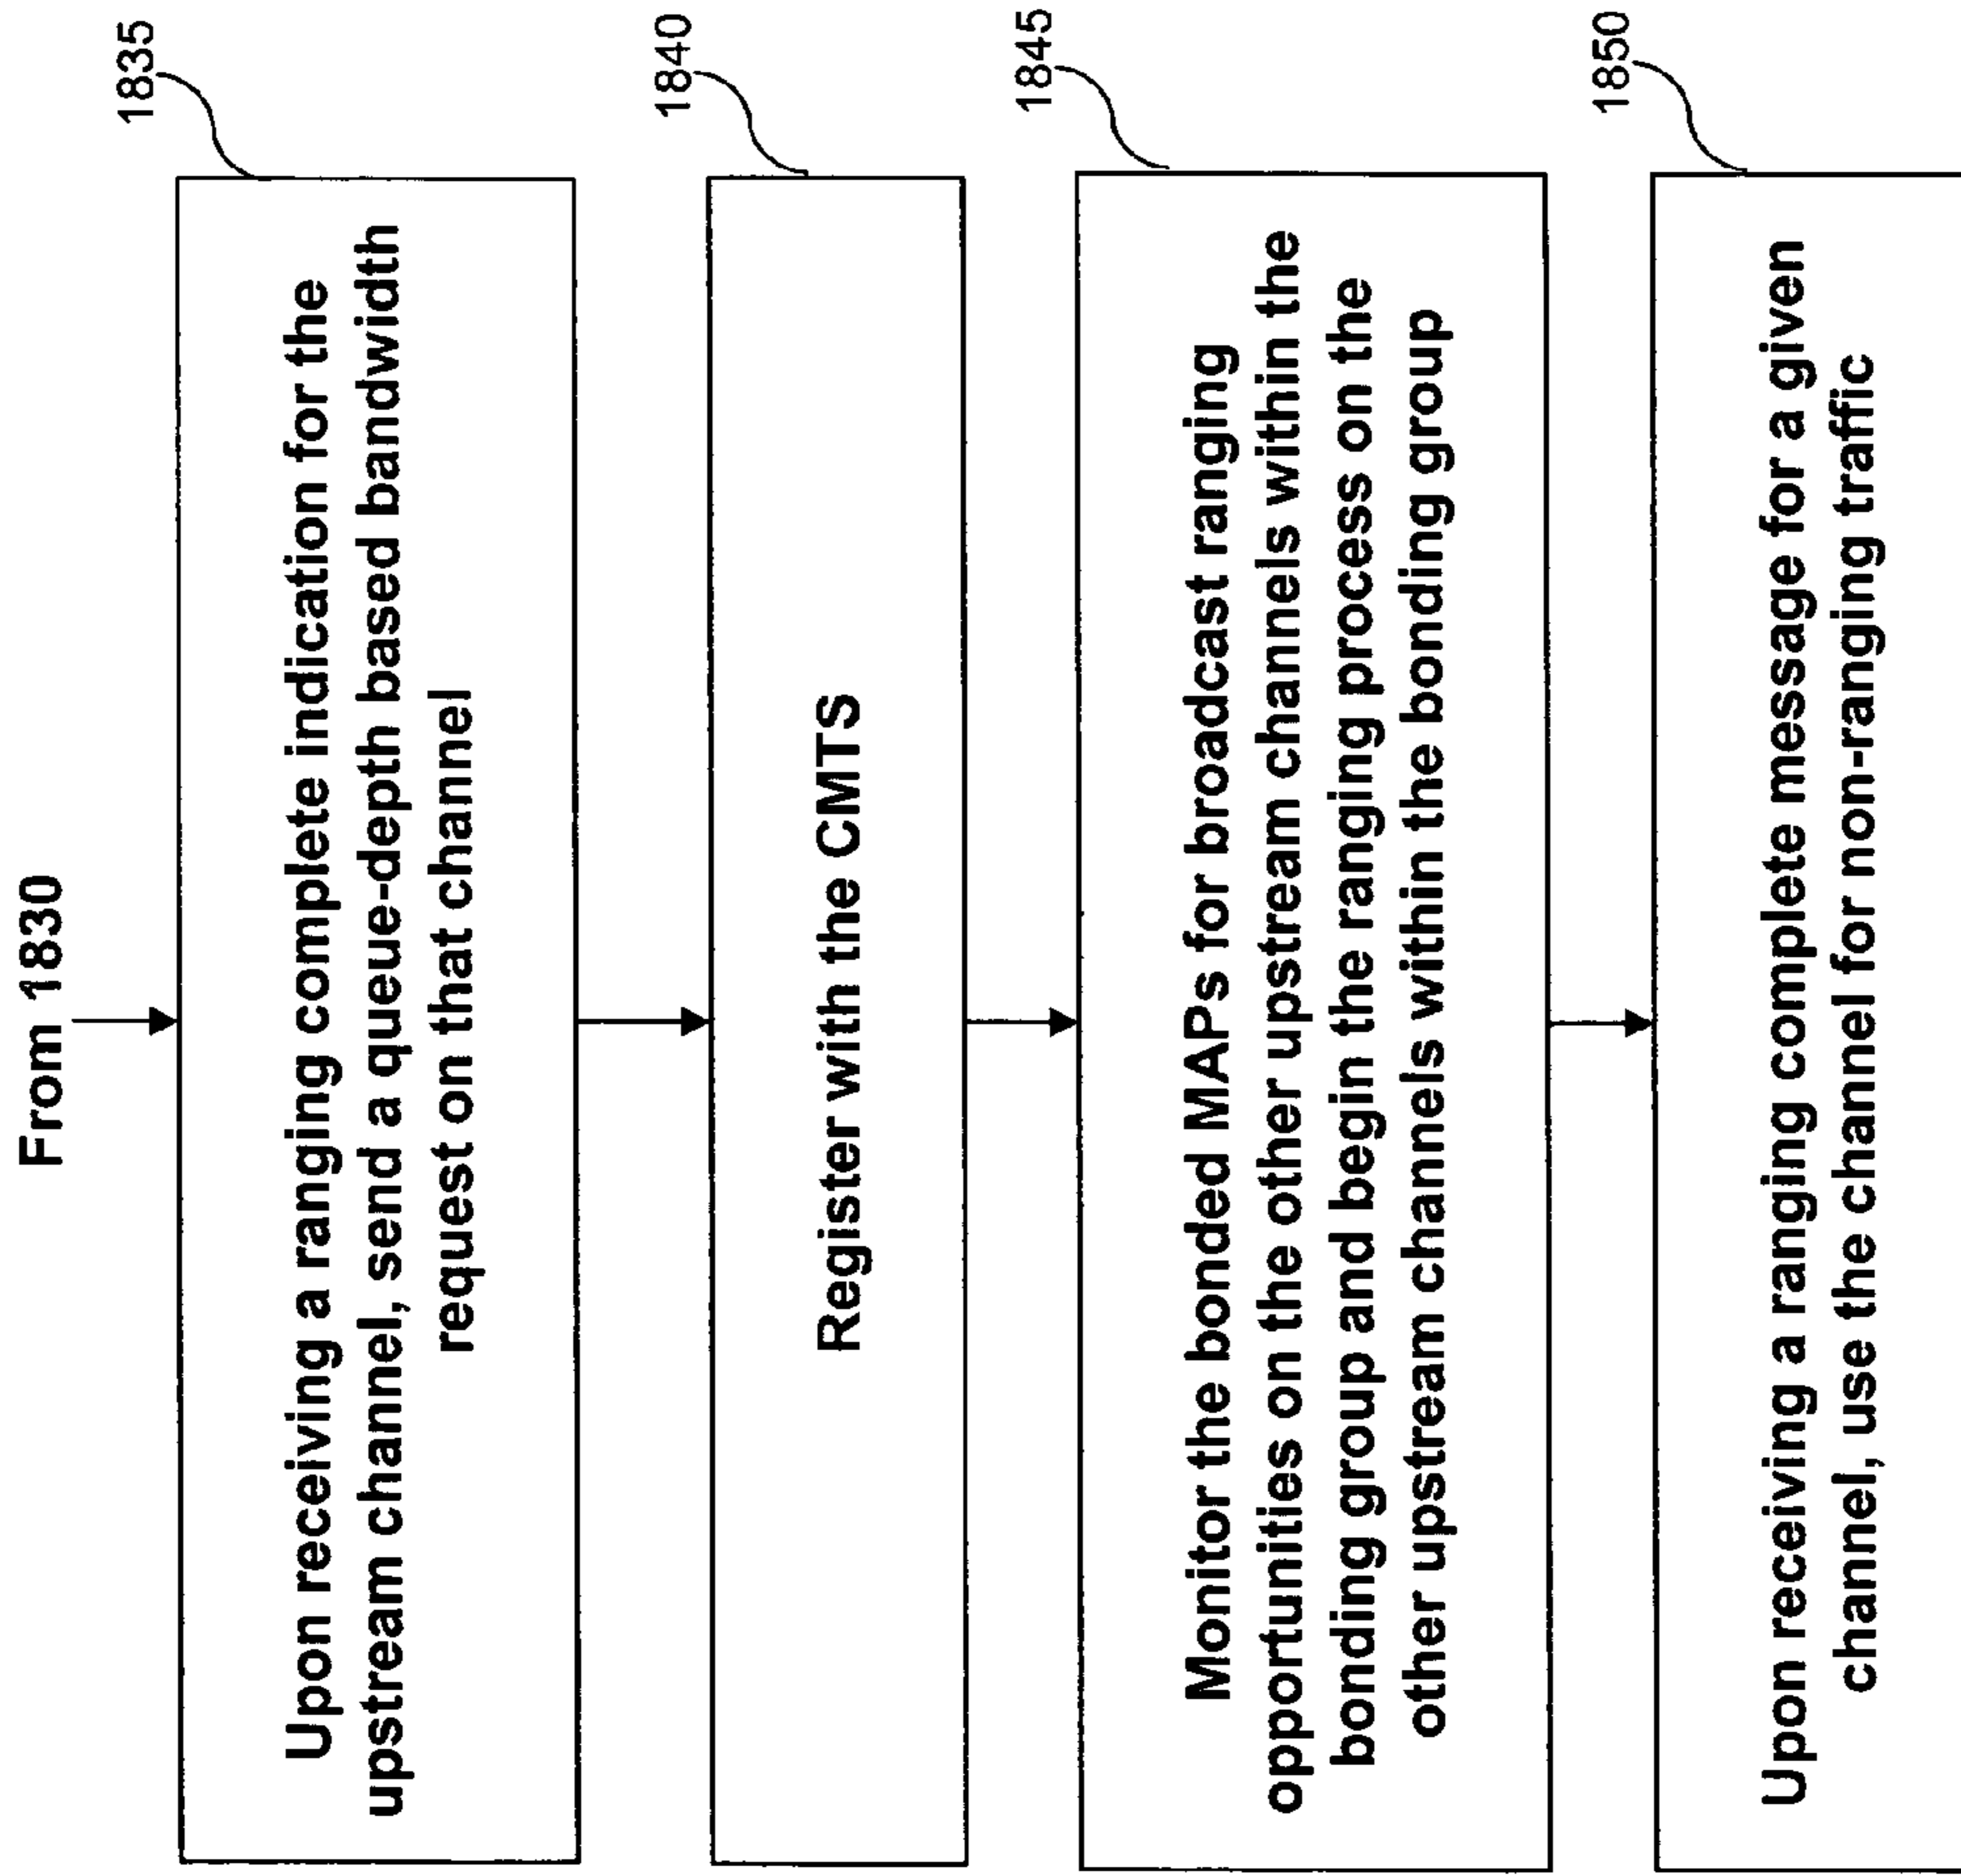 From 1830
1835
Upon receiving a ranging complete indication for the
upstream channel, send a queue-depth based bandwidth
request on that channel
1840
Register with the CMTS
1845
Monitor the bonded MAPs for broadcast ranging
opportunities on the other upstream channels within the
bonding group and begin the ranging process on the
other upstream channels within the bonding group
1850
Upon receiving a ranging complete message for a given
channel, use the channel for non-ranging traffic